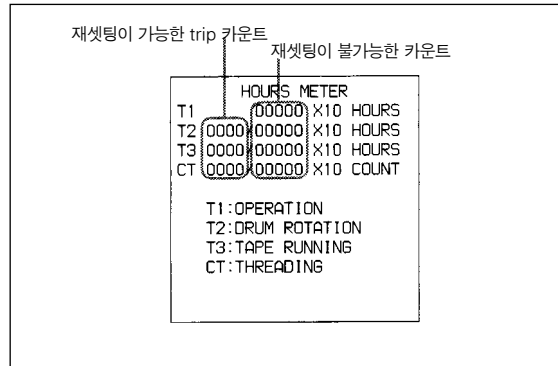 재셋팅이 가능한 trip 카운트
재셋팅이 불가능한 카운트
HOURS METER
T1 00000 X10 HOURS
T2 0000/00000 X10 HOURS
T3 0000/00000 X10 HOURS
CT 0000/00000 X10 COUNT
T1:OPERATION
T2:DRUM ROTATION
T3:TAPE RUNNING
CT:THREADING